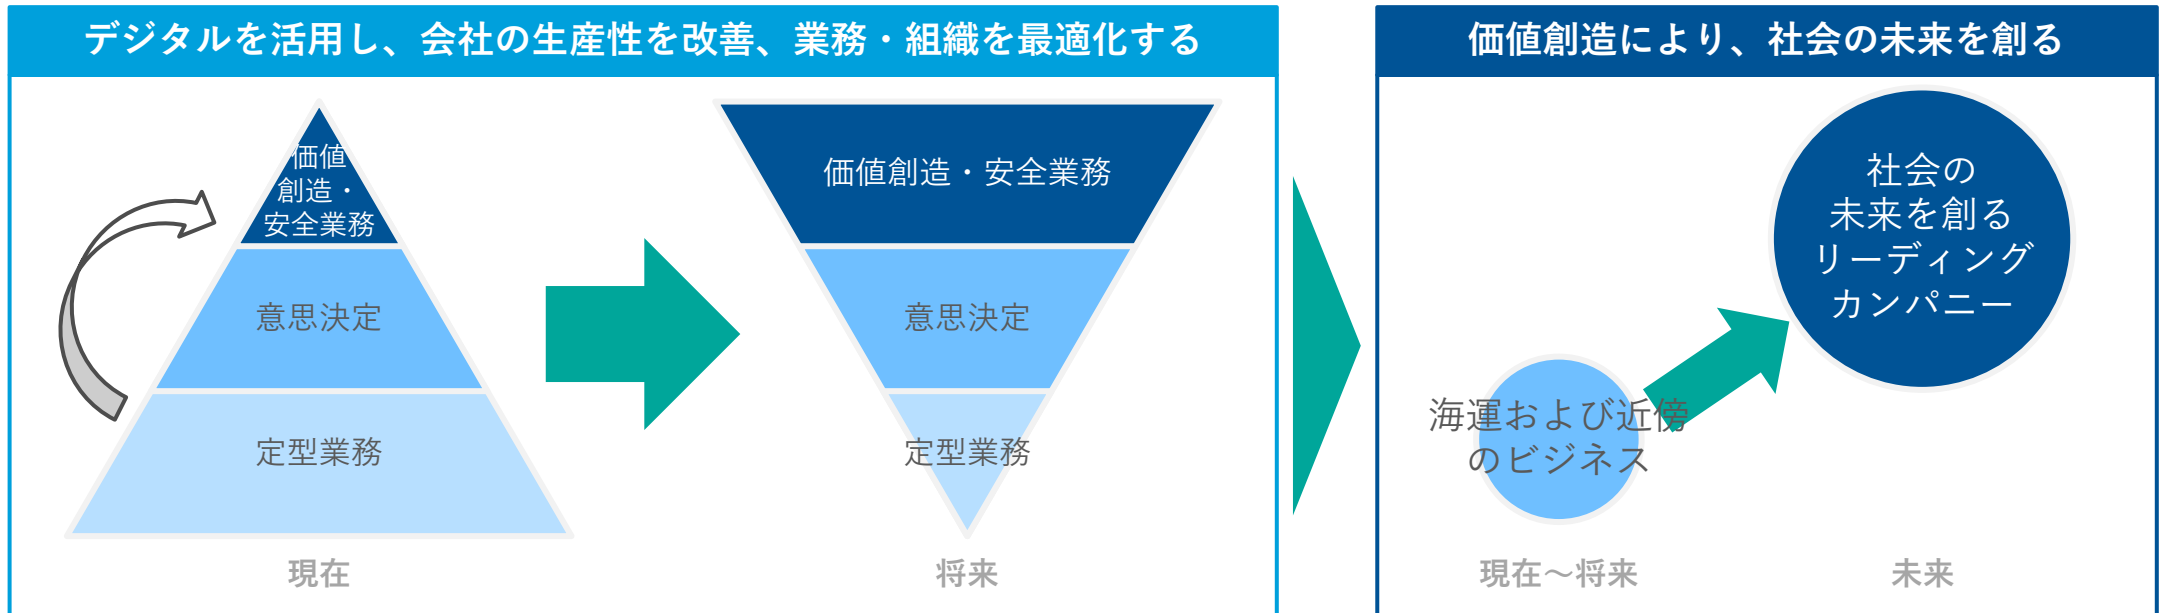 デジタルを活用し、会社の生産性を改善、業務・組織を最適化する
価値
創造・
安全業務
意思決定
定型業務
現在
価値創造・安全業務
意思決定
定型業務
将来
価値創造により、社会の未来を創る
海運および近傍
のビジネス
現在～将来
社会の
未来を創る
リーディング
カンパニー
未来